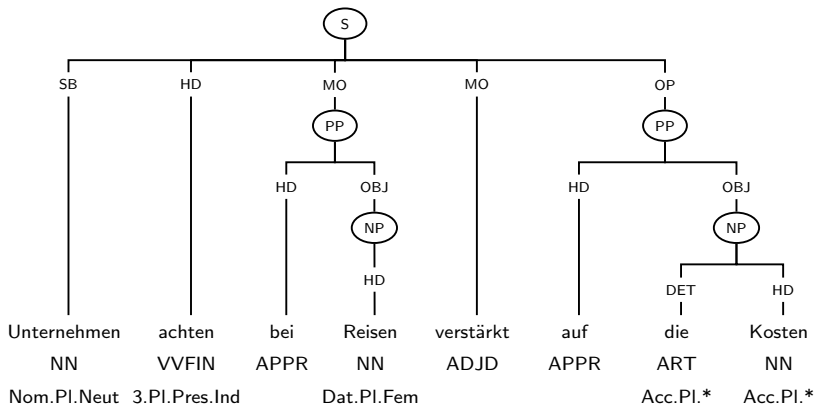 S
SB HD MO MO OP
PP PP
HD OBJ HD OBJ
NP NP
HD DET HD
Unternehmen achten bei Reisen verstärkt auf die Kosten
NN VVFIN APPR NN ADJD APPR ART NN
Nom.Pl.Neut 3.Pl.Pres.Ind Dat.Pl.Fem Acc.Pl.* Acc.Pl.*